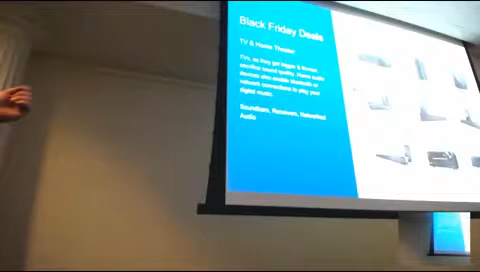 Black Friday Deals
TV & Home Theater
TVs, as they get bigger & thinner,
sacrifice sound quality. Home audio
devices also enable bluetooth or
network connections to play your
digital music.
Soundbars, Receivers, Networked
Audio